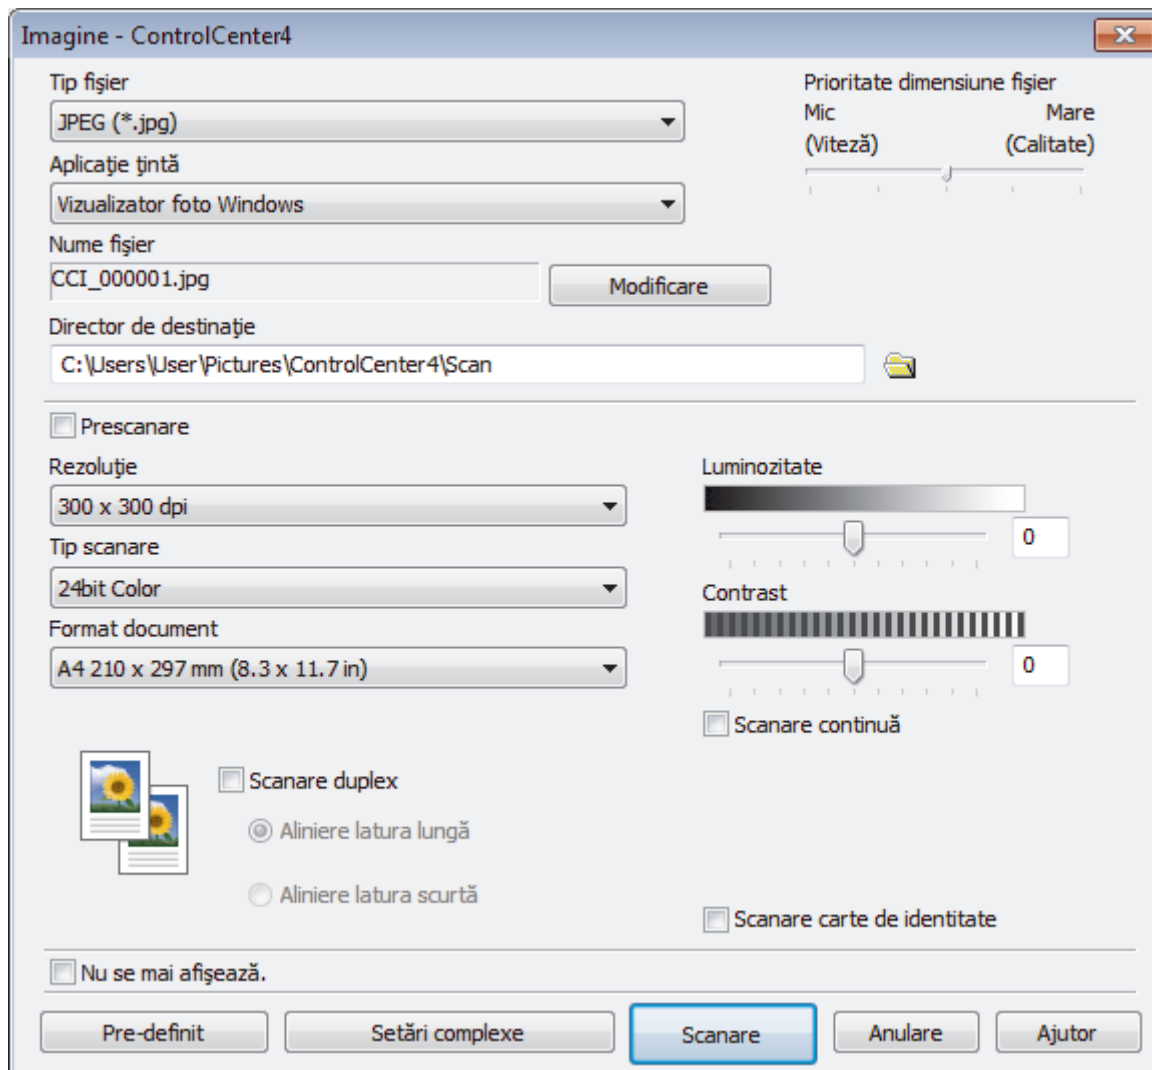 Imagine - ControlCenter4
Tip fişier
JPEG (*.jpg)
Prioritate dimensiune fişier
Mic Mare
(Viteză) (Calitate)
Aplicaţie ţintă
Vizualizator foto Windows
Nume fişier
CCI_000001.jpg
Modificare
Director de destinaţie
C:\Users\User\Pictures\ControlCenter4\Scan
Prescanare
Rezoluţie
300 x 300 dpi
Tip scanare
24bit Color
Format document
A4 210 x 297 mm (8.3 x 11.7 in)
Luminozitate
0
Contrast
0
Scanare continuă
Scanare duplex
Aliniere latura lungă
Aliniere latura scurtă
Scanare carte de identitate
Nu se mai afişează.
Pre-definit Setări complexe Scanare Anulare Ajutor